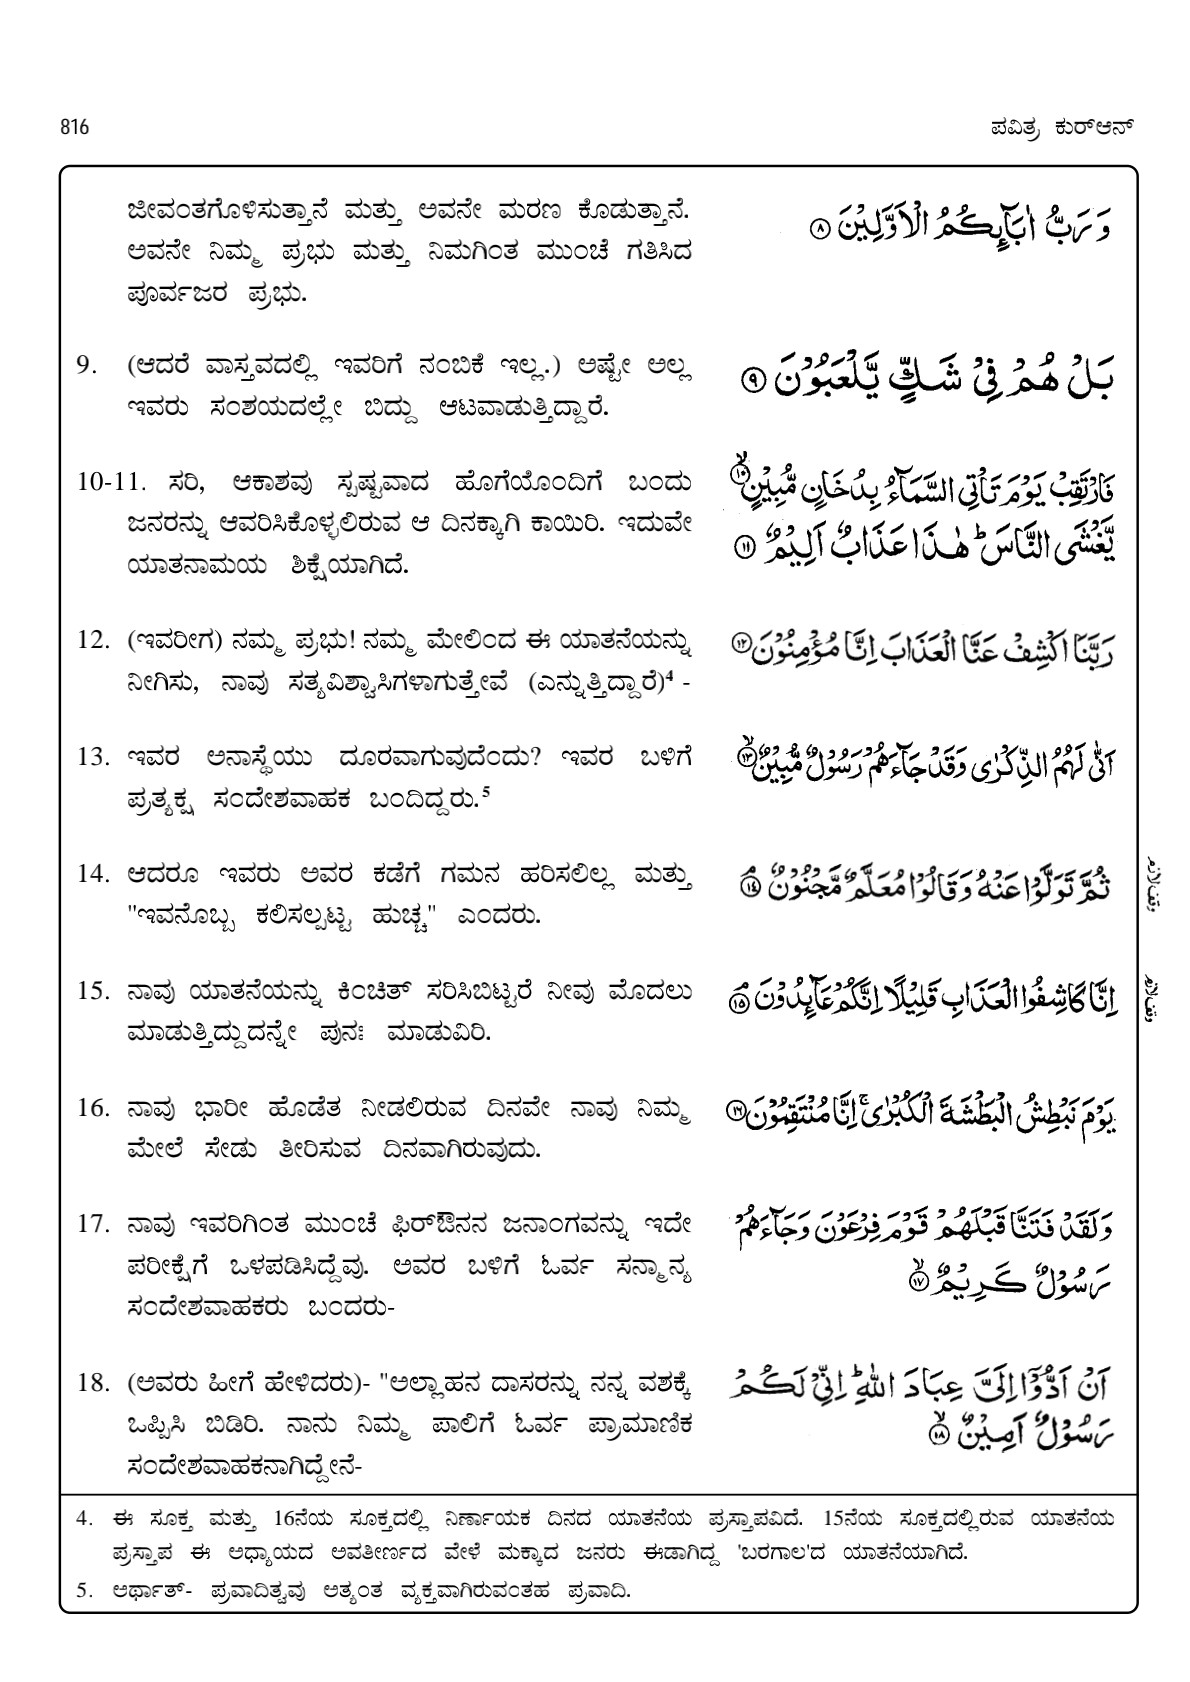 816
ಪವಿತ್ರ ಕುರ್‌ಆನ್
ಜೀವಂತಗೊಳಿಸುತ್ತಾನೆ ಮತ್ತು ಅವನೇ ಮರಣ ಕೊಡುತ್ತಾನೆ.
ಅವನೇ ನಿಮ್ಮ ಪ್ರಭು ಮತ್ತು ನಿಮಗಿಂತ ಮುಂಚೆ ಗತಿಸಿದ
ಪೂರ್ವಜರ ಪ್ರಭು.
وَرَبُّ اٰبَآئِكُمُ الْاَوَّلِيْنَ ۝٨
9. (ಆದರೆ ವಾಸ್ತವದಲ್ಲಿ ಇವರಿಗೆ ನಂಬಿಕೆ ಇಲ್ಲ.) ಅಷ್ಟೇ ಅಲ್ಲ
ಇವರು ಸಂಶಯದಲ್ಲೇ ಬಿದ್ದು ಆಟವಾಡುತ್ತಿದ್ದಾರೆ.
بَلْ هُمْ فِيْ شَكٍّ يَّلْعَبُوْنَ ۝٩
10-11. ಸರಿ, ಆಕಾಶವು ಸ್ಪಷ್ಟವಾದ ಹೊಗೆಯೊಂದಿಗೆ ಬಂದು
ಜನರನ್ನು ಆವರಿಸಿಕೊಳ್ಳಲಿರುವ ಆ ದಿನಕ್ಕಾಗಿ ಕಾಯಿರಿ. ಇದುವೇ
ಯಾತನಾಮಯ ಶಿಕ್ಷೆಯಾಗಿದೆ.
فَارْتَقِبْ يَوْمَ تَاْتِي السَّمَآءُ بِدُخَانٍ مُّبِيْنٍ ۝١٠ۙ
يَّغْشَى النَّاسَ ؕ هٰذَا عَذَابٌ اَلِيْمٌ ۝١١
12. (ಇವರೀಗ) ನಮ್ಮ ಪ್ರಭು! ನಮ್ಮ ಮೇಲಿಂದ ಈ ಯಾತನೆಯನ್ನು
ನೀಗಿಸು, ನಾವು ಸತ್ಯವಿಶ್ವಾಸಿಗಳಾಗುತ್ತೇವೆ (ಎನ್ನುತ್ತಿದ್ದಾರೆ)⁴ -
رَبَّنَا اكْشِفْ عَنَّا الْعَذَابَ اِنَّا مُؤْمِنُوْنَ ۝١٢
13. ಇವರ ಅನಾಸ್ಥೆಯು ದೂರವಾಗುವುದೆಂದು? ಇವರ ಬಳಿಗೆ
ಪ್ರತ್ಯಕ್ಷ ಸಂದೇಶವಾಹಕ ಬಂದಿದ್ದರು.⁵
اَنّٰى لَهُمُ الذِّكْرٰى وَقَدْ جَآءَهُمْ رَسُوْلٌ مُّبِيْنٌ ۝١٣ۙ
14. ಆದರೂ ಇವರು ಅವರ ಕಡೆಗೆ ಗಮನ ಹರಿಸಲಿಲ್ಲ ಮತ್ತು
"ಇವನೊಬ್ಬ ಕಲಿಸಲ್ಪಟ್ಟ ಹುಚ್ಚ" ಎಂದರು.
ثُمَّ تَوَلَّوْا عَنْهُ وَقَالُوْا مُعَلَّمٌ مَّجْنُوْنٌ ۝١٤ۘ
وقف لازم
15. ನಾವು ಯಾತನೆಯನ್ನು ಕಿಂಚಿತ್ ಸರಿಸಿಬಿಟ್ಟರೆ ನೀವು ಮೊದಲು
ಮಾಡುತ್ತಿದ್ದುದನ್ನೇ ಪುನಃ ಮಾಡುವಿರಿ.
اِنَّا كَاشِفُوا الْعَذَابِ قَلِيْلًا اِنَّكُمْ عَآئِدُوْنَ ۝١٥ۘ
وقف لازم
16. ನಾವು ಭಾರೀ ಹೊಡೆತ ನೀಡಲಿರುವ ದಿನವೇ ನಾವು ನಿಮ್ಮ
ಮೇಲೆ ಸೇಡು ತೀರಿಸುವ ದಿನವಾಗಿರುವುದು.
يَوْمَ نَبْطِشُ الْبَطْشَةَ الْكُبْرٰى ۚ اِنَّا مُنْتَقِمُوْنَ ۝١٦
17. ನಾವು ಇವರಿಗಿಂತ ಮುಂಚೆ ಫಿರ್‌ಔನನ ಜನಾಂಗವನ್ನು ಇದೇ
ಪರೀಕ್ಷೆಗೆ ಒಳಪಡಿಸಿದ್ದೆವು. ಅವರ ಬಳಿಗೆ ಓರ್ವ ಸನ್ಮಾನ್ಯ
ಸಂದೇಶವಾಹಕರು ಬಂದರು-
وَلَقَدْ فَتَنَّا قَبْلَهُمْ قَوْمَ فِرْعَوْنَ وَجَآءَهُمْ
رَسُوْلٌ كَرِيْمٌ ۝١٧ۙ
18. (ಅವರು ಹೀಗೆ ಹೇಳಿದರು)- "ಅಲ್ಲಾಹನ ದಾಸರನ್ನು ನನ್ನ ವಶಕ್ಕೆ
ಒಪ್ಪಿಸಿ ಬಿಡಿರಿ. ನಾನು ನಿಮ್ಮ ಪಾಲಿಗೆ ಓರ್ವ ಪ್ರಾಮಾಣಿಕ
ಸಂದೇಶವಾಹಕನಾಗಿದ್ದೇನೆ-
اَنْ اَدُّوْۤا اِلَيَّ عِبَادَ اللّٰهِ ؕ اِنِّيْ لَكُمْ
رَسُوْلٌ اَمِيْنٌ ۝١٨ۙ
4. ಈ ಸೂಕ್ತ ಮತ್ತು 16ನೆಯ ಸೂಕ್ತದಲ್ಲಿ ನಿರ್ಣಾಯಕ ದಿನದ ಯಾತನೆಯ ಪ್ರಸ್ತಾಪವಿದೆ. 15ನೆಯ ಸೂಕ್ತದಲ್ಲಿರುವ ಯಾತನೆಯ
ಪ್ರಸ್ತಾಪ ಈ ಅಧ್ಯಾಯದ ಅವತೀರ್ಣದ ವೇಳೆ ಮಕ್ಕಾದ ಜನರು ಈಡಾಗಿದ್ದ 'ಬರಗಾಲ'ದ ಯಾತನೆಯಾಗಿದೆ.
5. ಅರ್ಥಾತ್- ಪ್ರವಾದಿತ್ವವು ಅತ್ಯಂತ ವ್ಯಕ್ತವಾಗಿರುವಂತಹ ಪ್ರವಾದಿ.